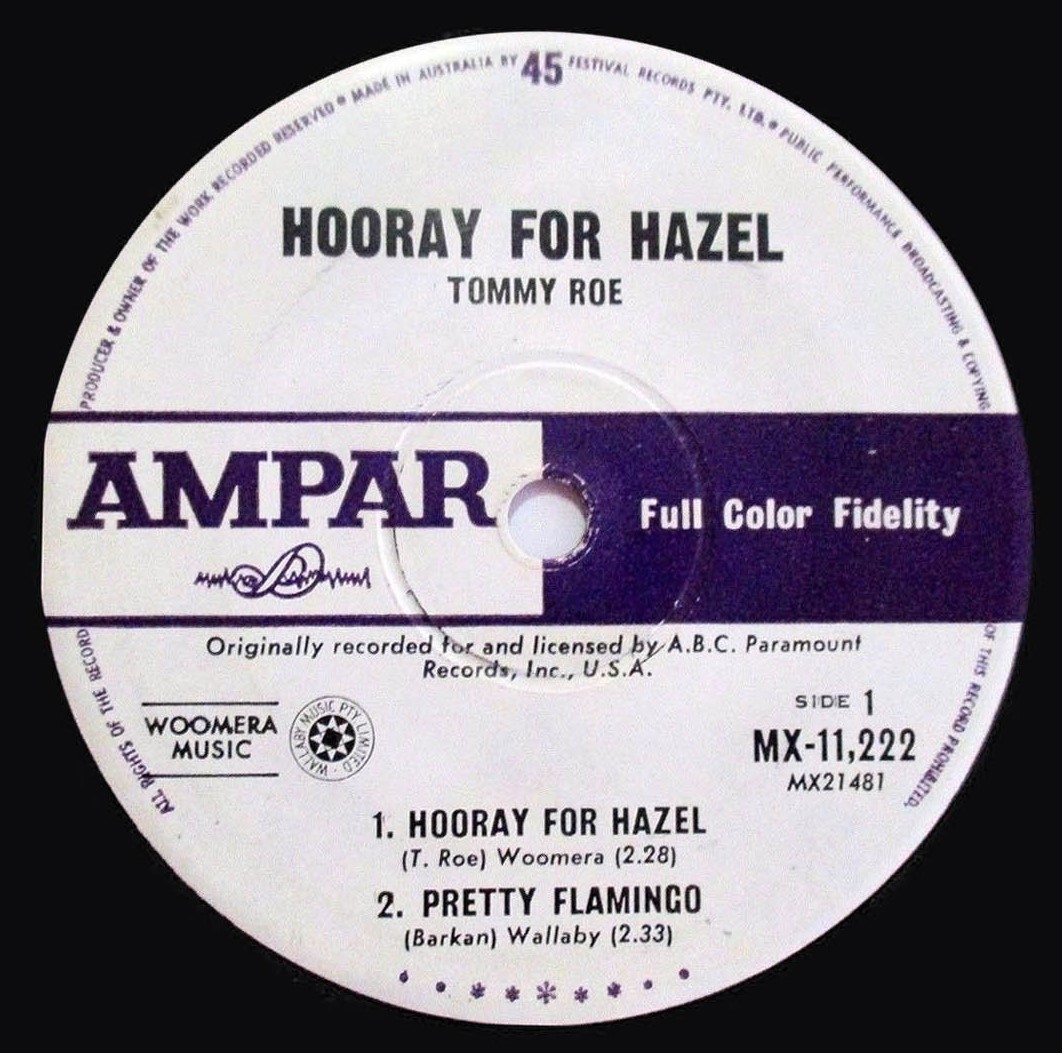 PRODUCER & OWNER OF THE WORK RECORDED RESERVED • MADE IN AUSTRALIA BY 45 FESTIVAL RECORDS PTY. LTD. • PUBLIC PERFORMANCE BROADCASTING & COPYING
HOORAY FOR HAZEL
TOMMY ROE
AMPAR
Full Color Fidelity
Originally recorded for and licensed by A.B.C. Paramount
Records, Inc., U.S.A.
ALL RIGHTS OF THE RECORD
WOOMERA
MUSIC
WALLABY MUSIC PTY. LIMITED
SIDE 1
MX-11,222
MX21481
OF THIS RECORD PROHIBITED.
1. HOORAY FOR HAZEL
(T. Roe) Woomera (2.28)
2. PRETTY FLAMINGO
(Barkan) Wallaby (2.33)